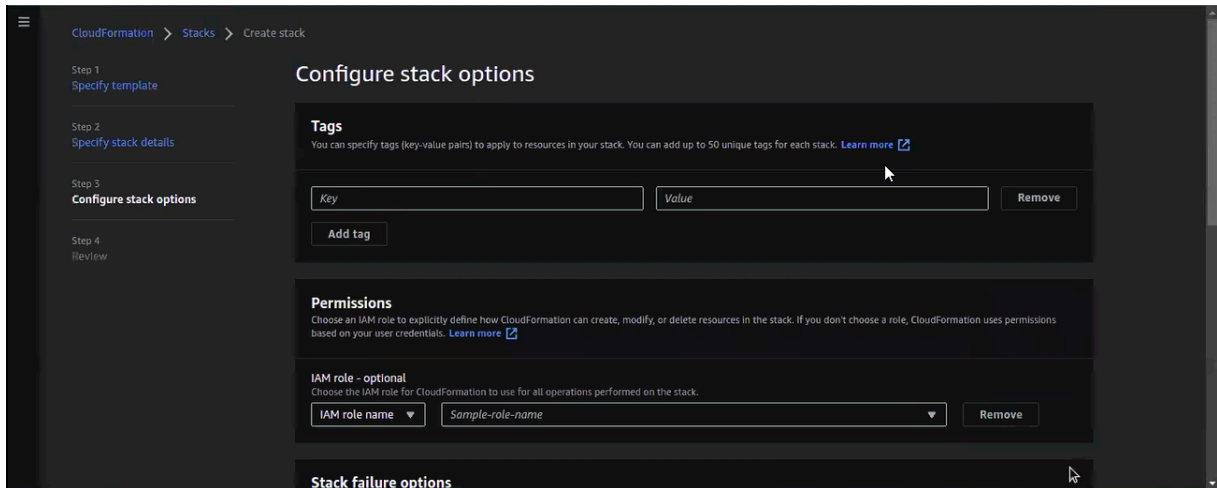 CloudFormation > Stacks > Create stack
Step 1
Specify template
Step 2
Specify stack details
Step 3
Configure stack options
Step 4
Review
Configure stack options
Tags
You can specify tags (key-value pairs) to apply to resources in your stack. You can add up to 50 unique tags for each stack. Learn more
Key Value Remove
Add tag
Permissions
Choose an IAM role to explicitly define how CloudFormation can create, modify, or delete resources in the stack. If you don't choose a role, CloudFormation uses permissions
based on your user credentials. Learn more
IAM role - optional
Choose the IAM role for CloudFormation to use for all operations performed on the stack.
IAM role name Sample-role-name Remove
Stack failure options